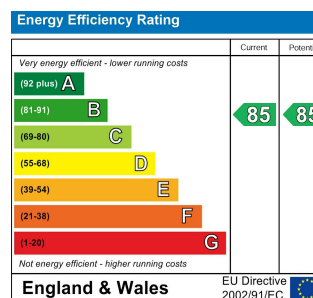 Energy Efficiency Rating
Current Potenti
Very energy efficient - lower running costs
(92 plus) A
(81-91) B
85 85
(69-80) C
(55-68) D
(39-54) E
(21-38) F
(1-20) G
Not energy efficient - higher running costs
England & Wales
EU Directive
2002/91/EC